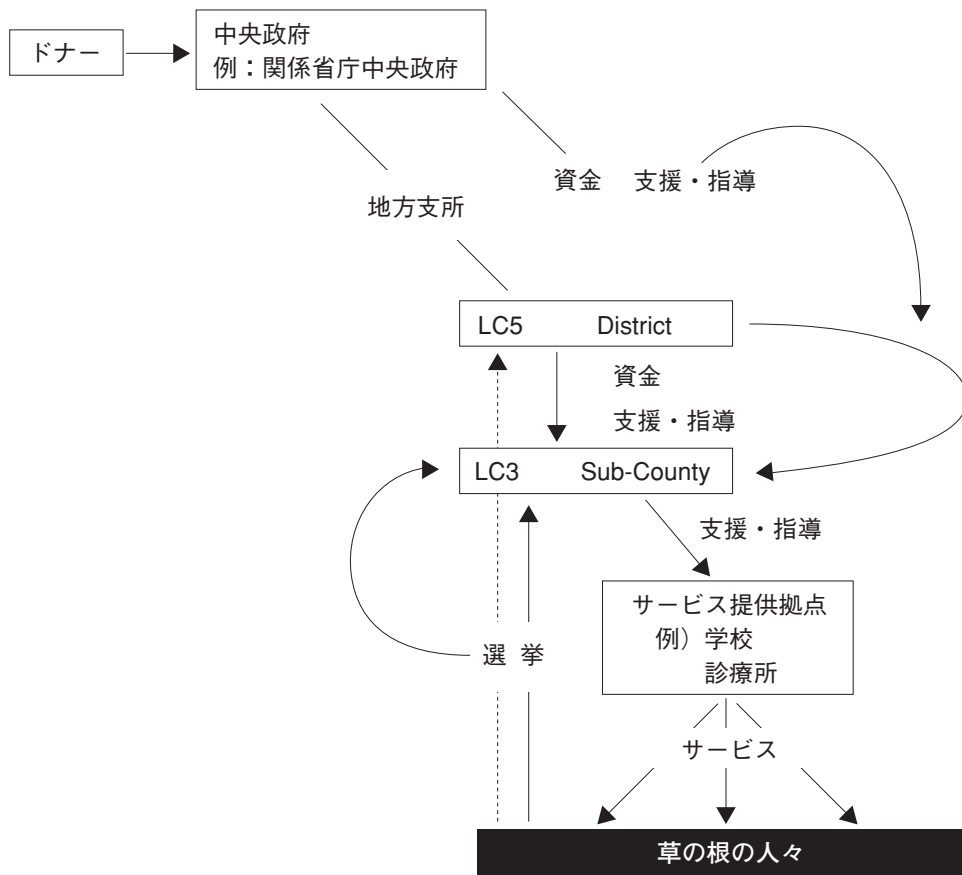 ドナー
中央政府
例：関係省庁中央政府
資金
支援・指導
地方支所
LC5 District
資金
支援・指導
LC3 Sub-County
支援・指導
サービス提供拠点
例）学校
診療所
選 挙
サービス
草の根の人々